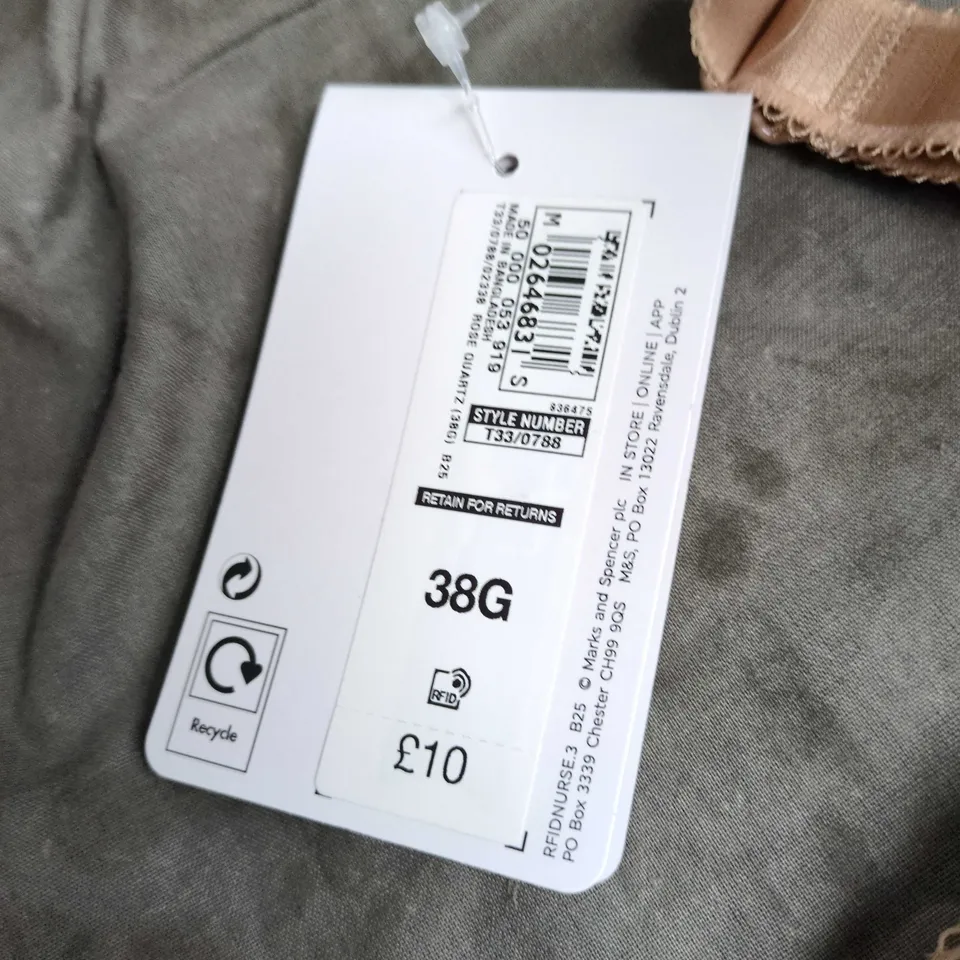 M 02646831 S
50 000 053 919
MADE IN BANGLADESH
T33/0788/02338 ROSE QUARTZ (38G) B25
936475
STYLE NUMBER
T33/0788
RETAIN FOR RETURNS
38G
RFID
£10
Recycle
RFIDNURSE.3 B25 © Marks and Spencer plc IN STORE | ONLINE | APP
PO Box 3339 Chester CH99 9QS M&S, PO Box 13022 Ravensdale, Dublin 2